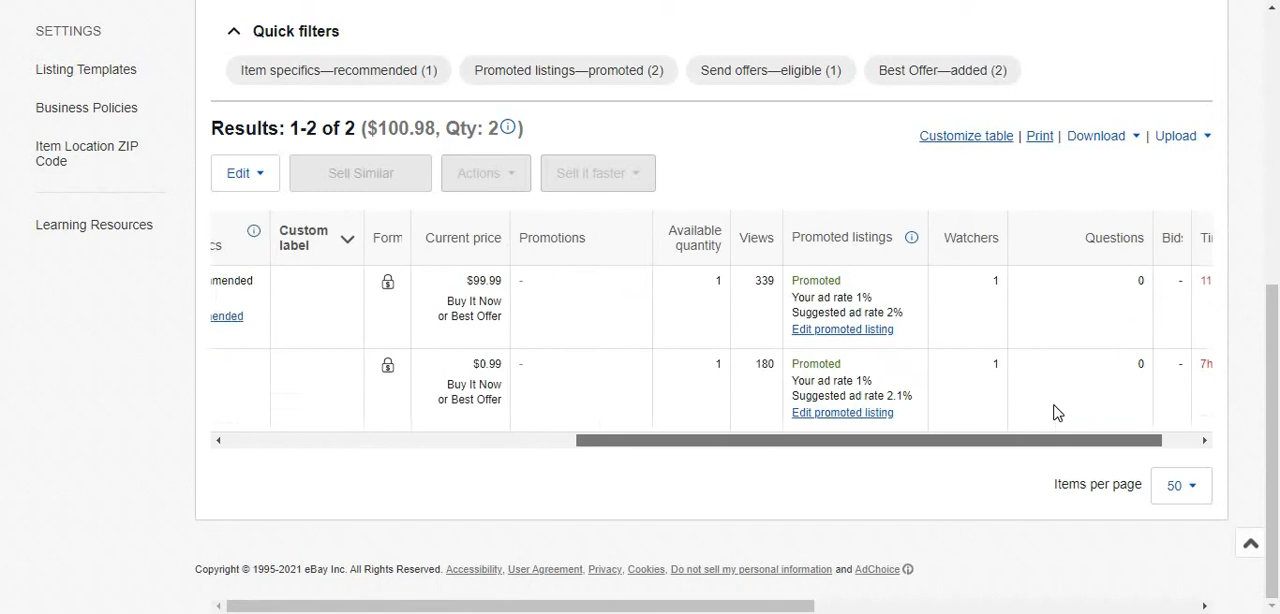 SETTINGS
Listing Templates
Business Policies
Item Location ZIP
Code
Learning Resources
Quick filters
Item specifics—recommended (1)
Promoted listings—promoted (2)
Send offers—eligible (1)
Best Offer—added (2)
Results: 1-2 of 2 ($100.98, Qty: 2)
Customize table | Print | Download | Upload
Edit
Sell Similar
Actions
Sell it faster
cs
Custom
label
Form
Current price
Promotions
Available
quantity
Views
Promoted listings
Watchers
Questions
Bids
Ti
mended
ended
$99.99
Buy It Now
or Best Offer
-
1
339
Promoted
Your ad rate 1%
Suggested ad rate 2%
Edit promoted listing
1
0
-
11
$0.99
Buy It Now
or Best Offer
-
1
180
Promoted
Your ad rate 1%
Suggested ad rate 2.1%
Edit promoted listing
1
0
-
7h
Items per page
50
Copyright © 1995-2021 eBay Inc. All Rights Reserved. Accessibility, User Agreement, Privacy, Cookies, Do not sell my personal information and AdChoice